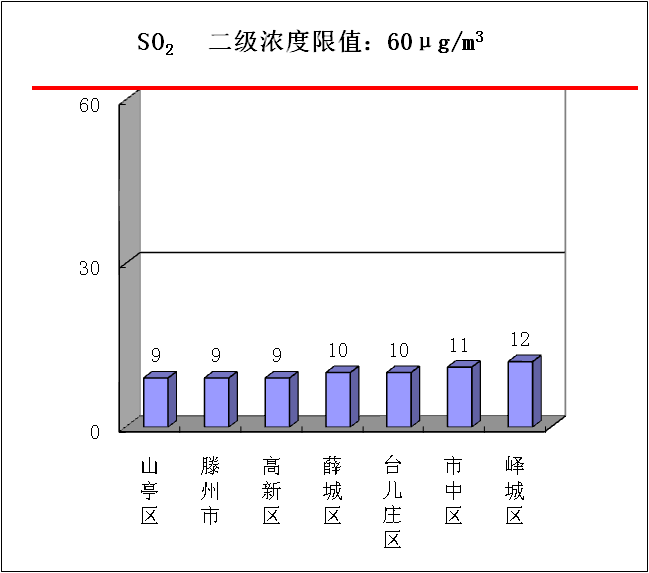 SO₂ 二级浓度限值：60μg/m³
60
30
0
9 9 9 10 10 11 12
山亭区 滕州市 高新区 薛城区 台儿庄区 市中区 峄城区